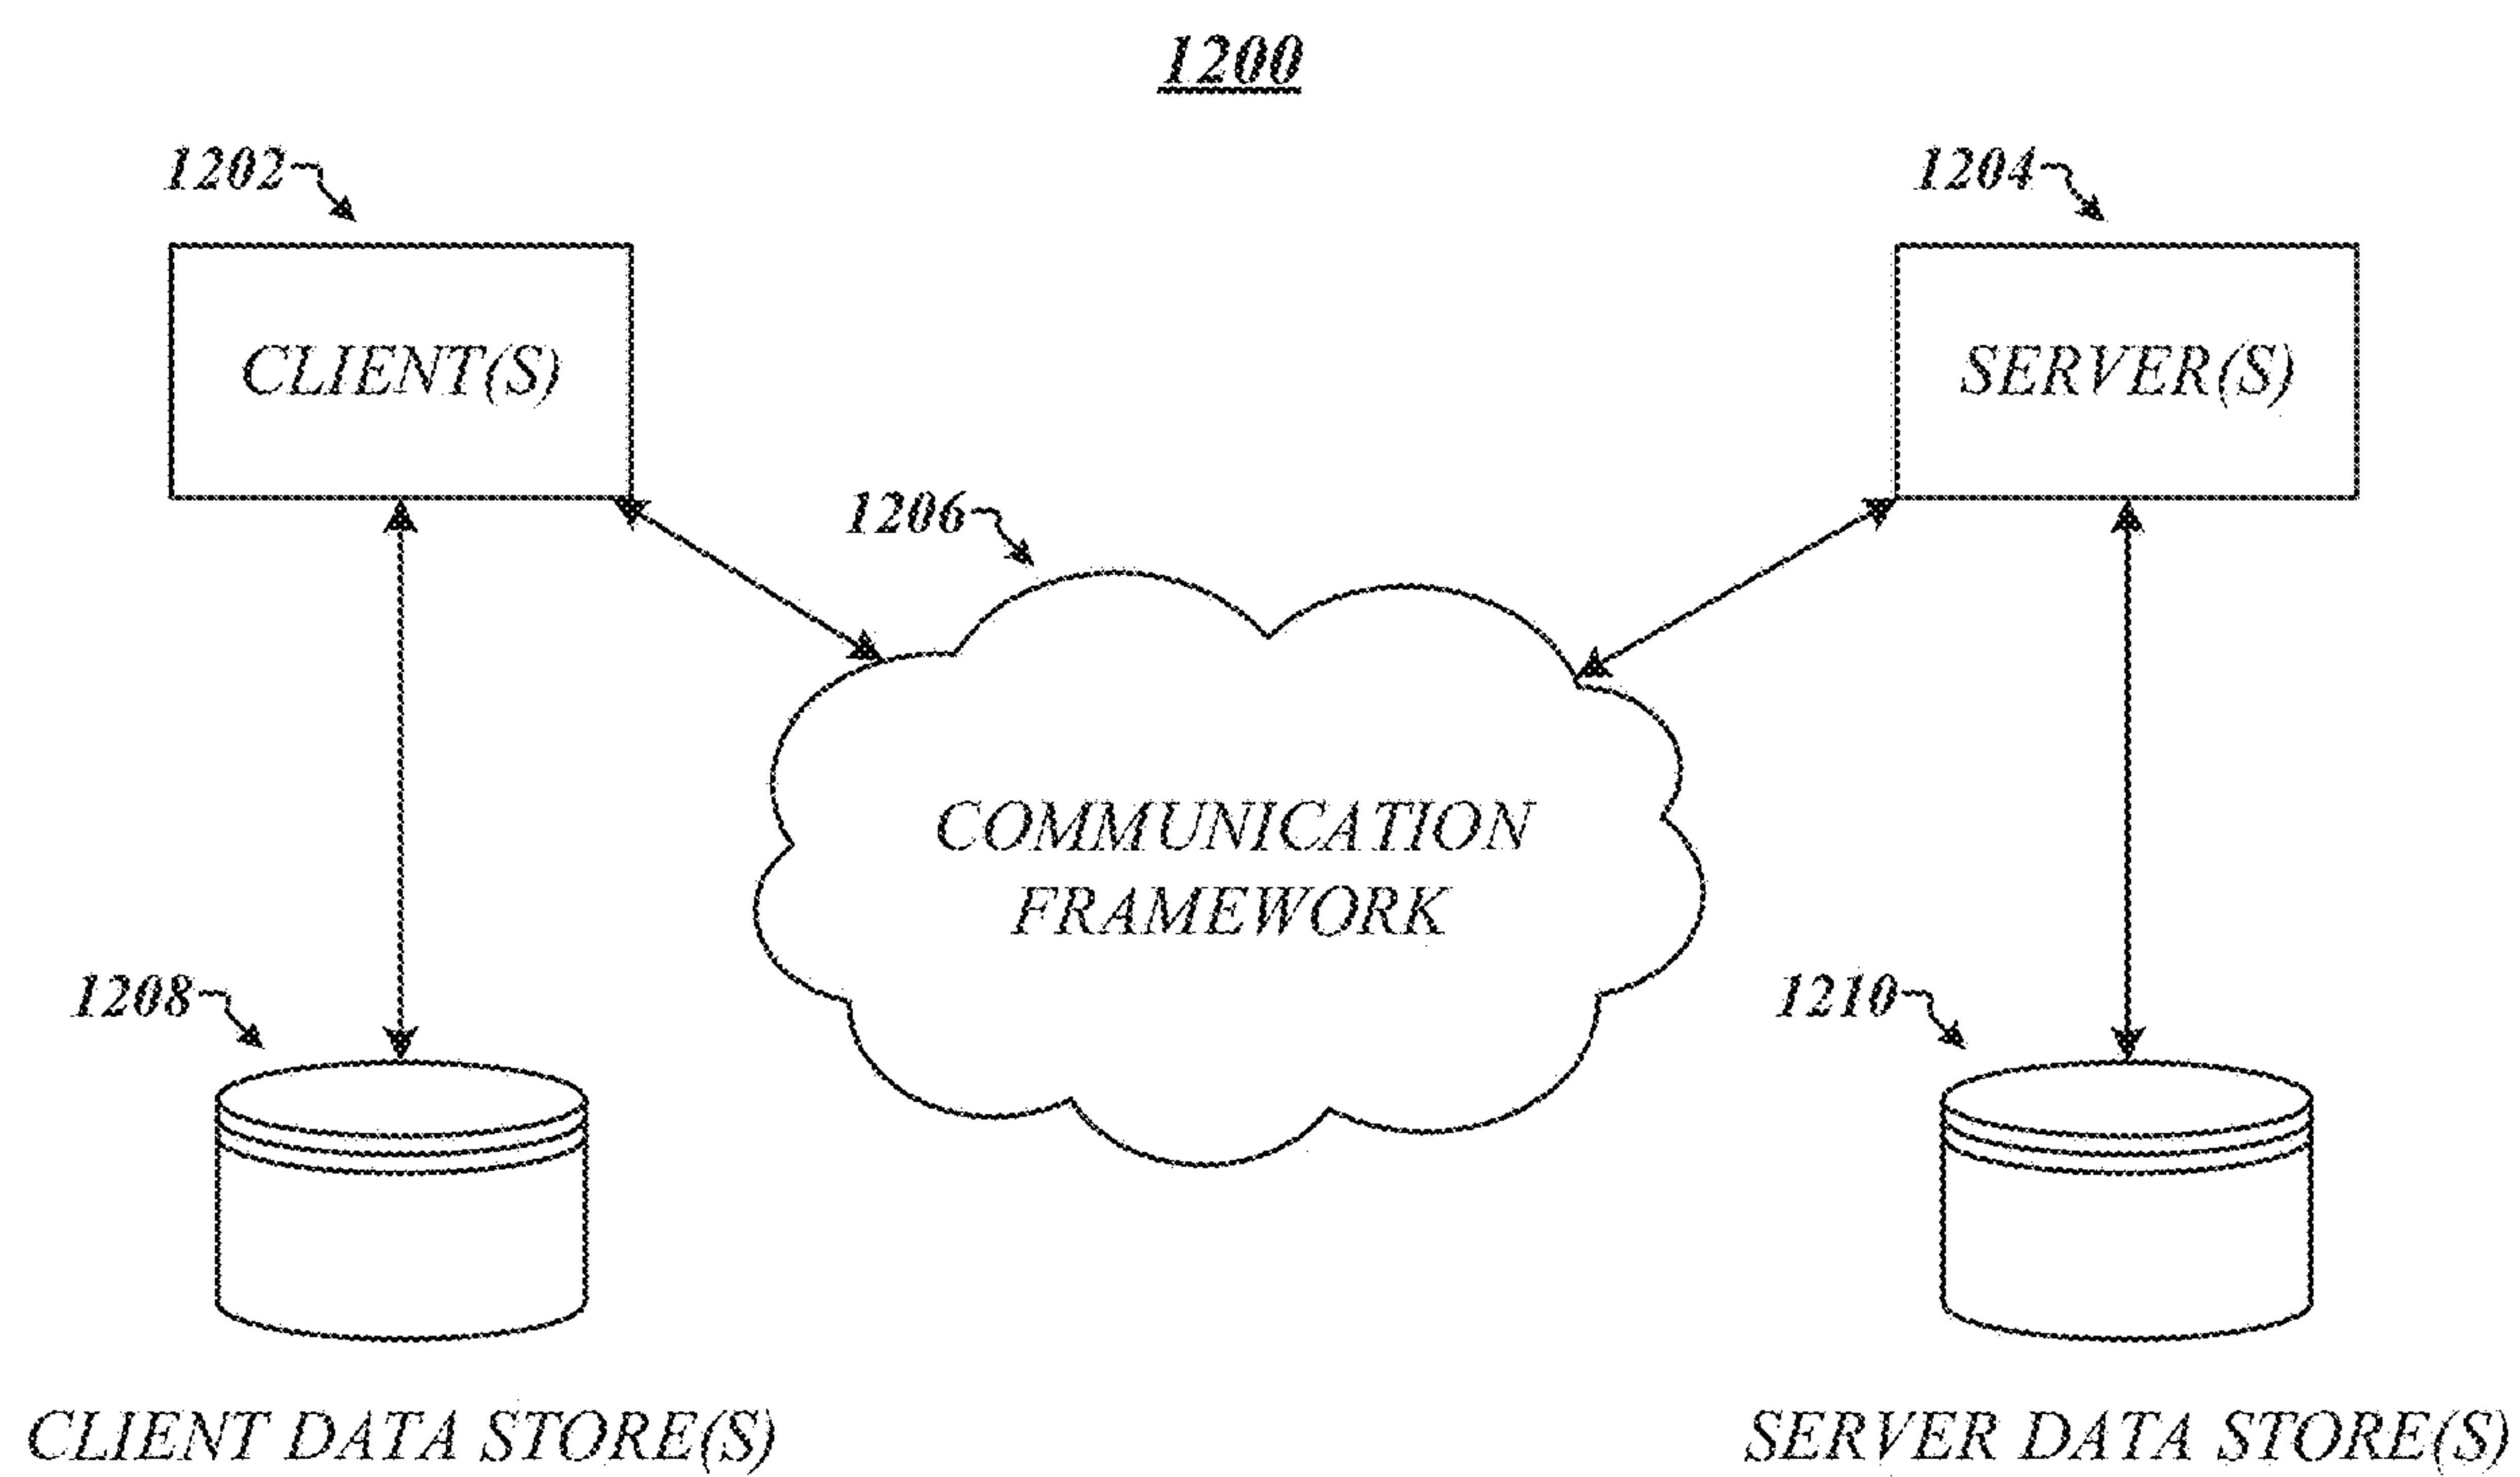 1200
1202
1204
CLIENT(S)
SERVER(S)
1206
COMMUNICATION
FRAMEWORK
1208
1210
CLIENT DATA STORE(S)
SERVER DATA STORE(S)